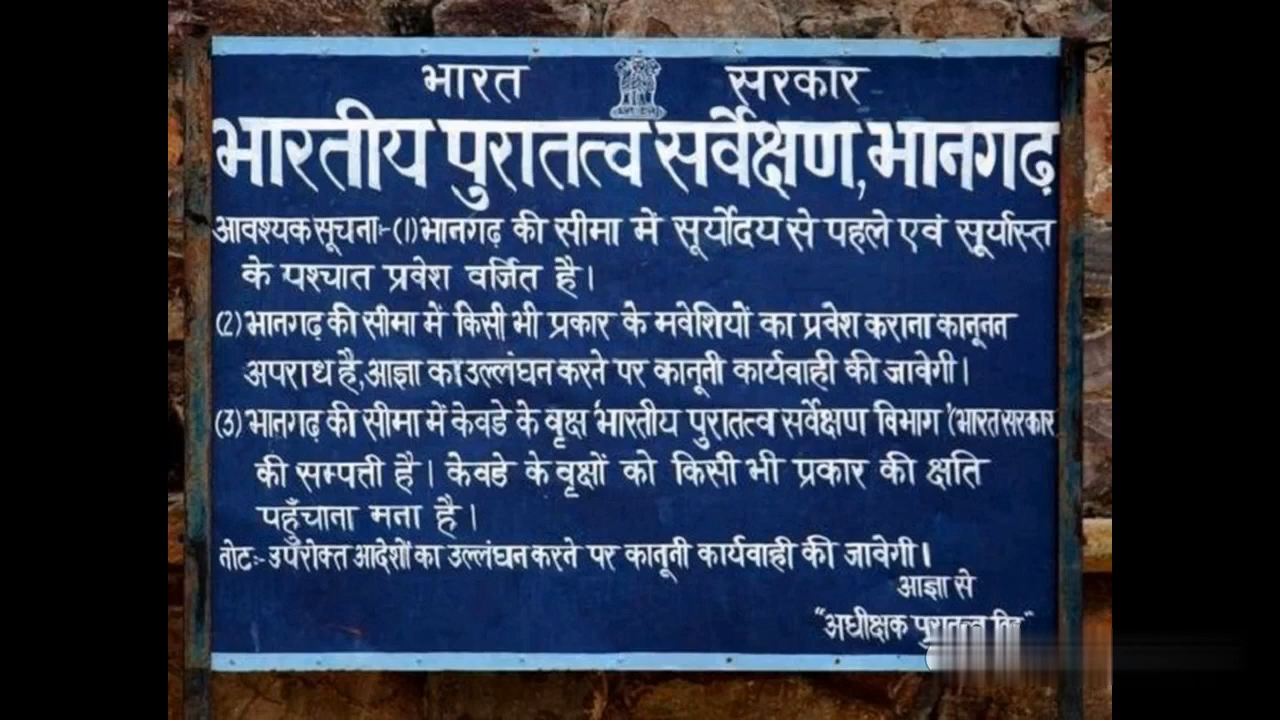 भारत सरकार
भारतीय पुरातत्व सर्वेक्षण, भानगढ़
आवश्यक सूचना:-(1) भानगढ़ की सीमा में सूर्योदय से पहले एवं सूर्यास्त
के पश्चात प्रवेश वर्जित है।
(2) भानगढ़ की सीमा में किसी भी प्रकार के मवेशियों का प्रवेश कराना कानूनन
अपराध है, आज्ञा का उल्लंघन करने पर कानूनी कार्यवाही की जावेगी।
(3) भानगढ़ की सीमा में केवडे के वृक्ष 'भारतीय पुरातत्व सर्वेक्षण विभाग '(भारत सरकार
की सम्पती है। केवडे के वृक्षों को किसी भी प्रकार की क्षति
पहुँचाना मना है।
नोट:- उपरोक्त आदेशों का उल्लंघन करने पर कानूनी कार्यवाही की जावेगी।
आज्ञा से
"अधीक्षक पुरातत्व